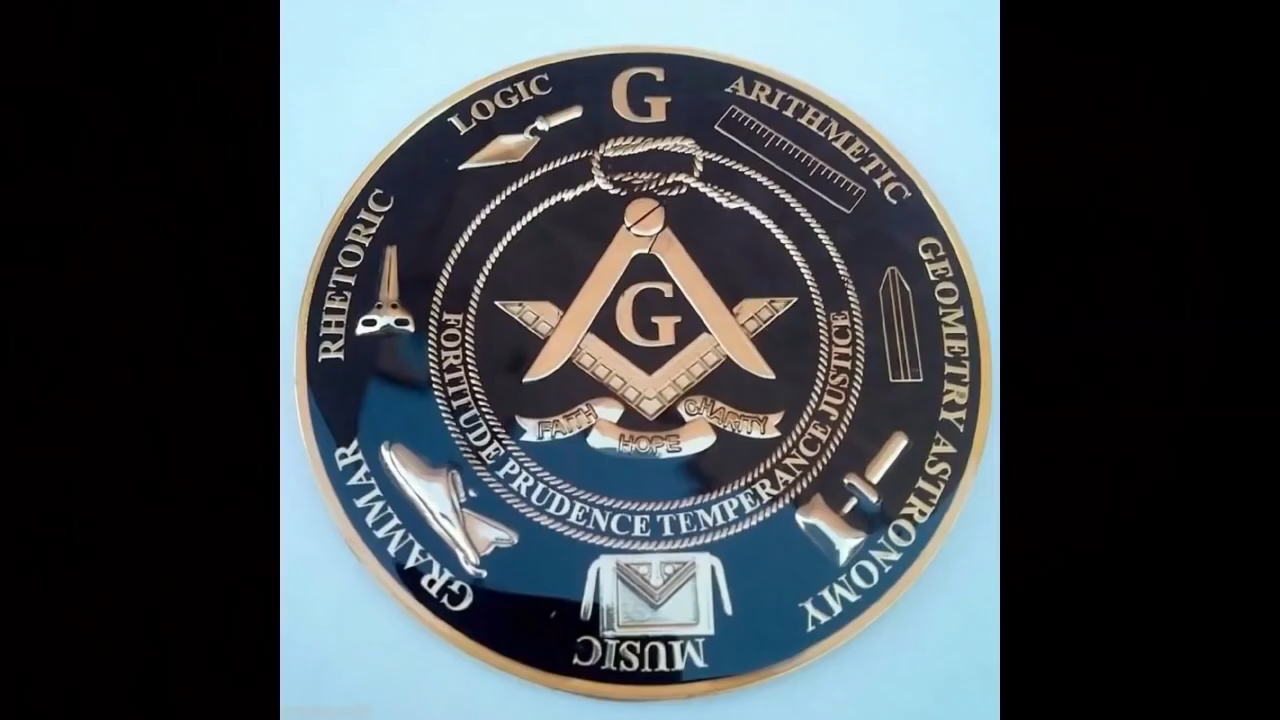 G
ARITHMETIC
GEOMETRY ASTRONOMY
MUSIC
GRAMMAR
RHETORIC
LOGIC
FORTITUDE PRUDENCE TEMPERANCE JUSTICE
G
FAITH
HOPE
CHARITY